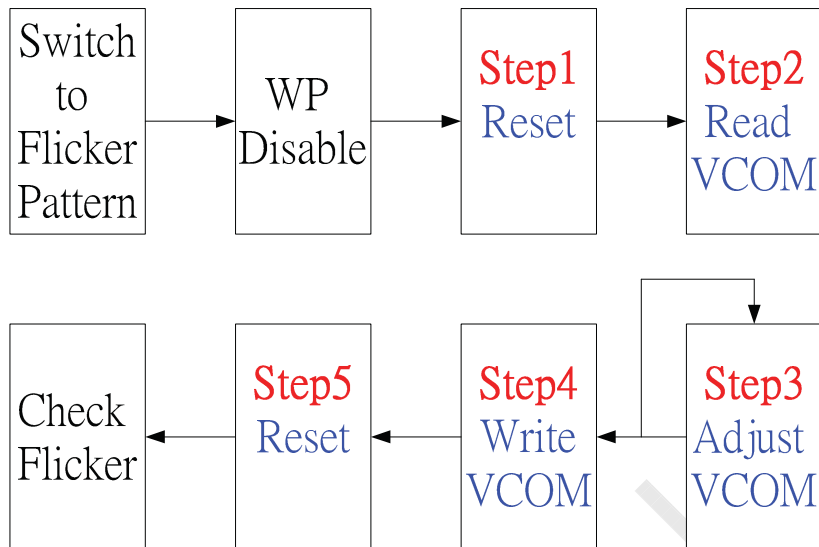 Switch
to
Flicker
Pattern
WP
Disable
Step1
Reset
Step2
Read
VCOM
Check
Flicker
Step5
Reset
Step4
Write
VCOM
Step3
Adjust
VCOM